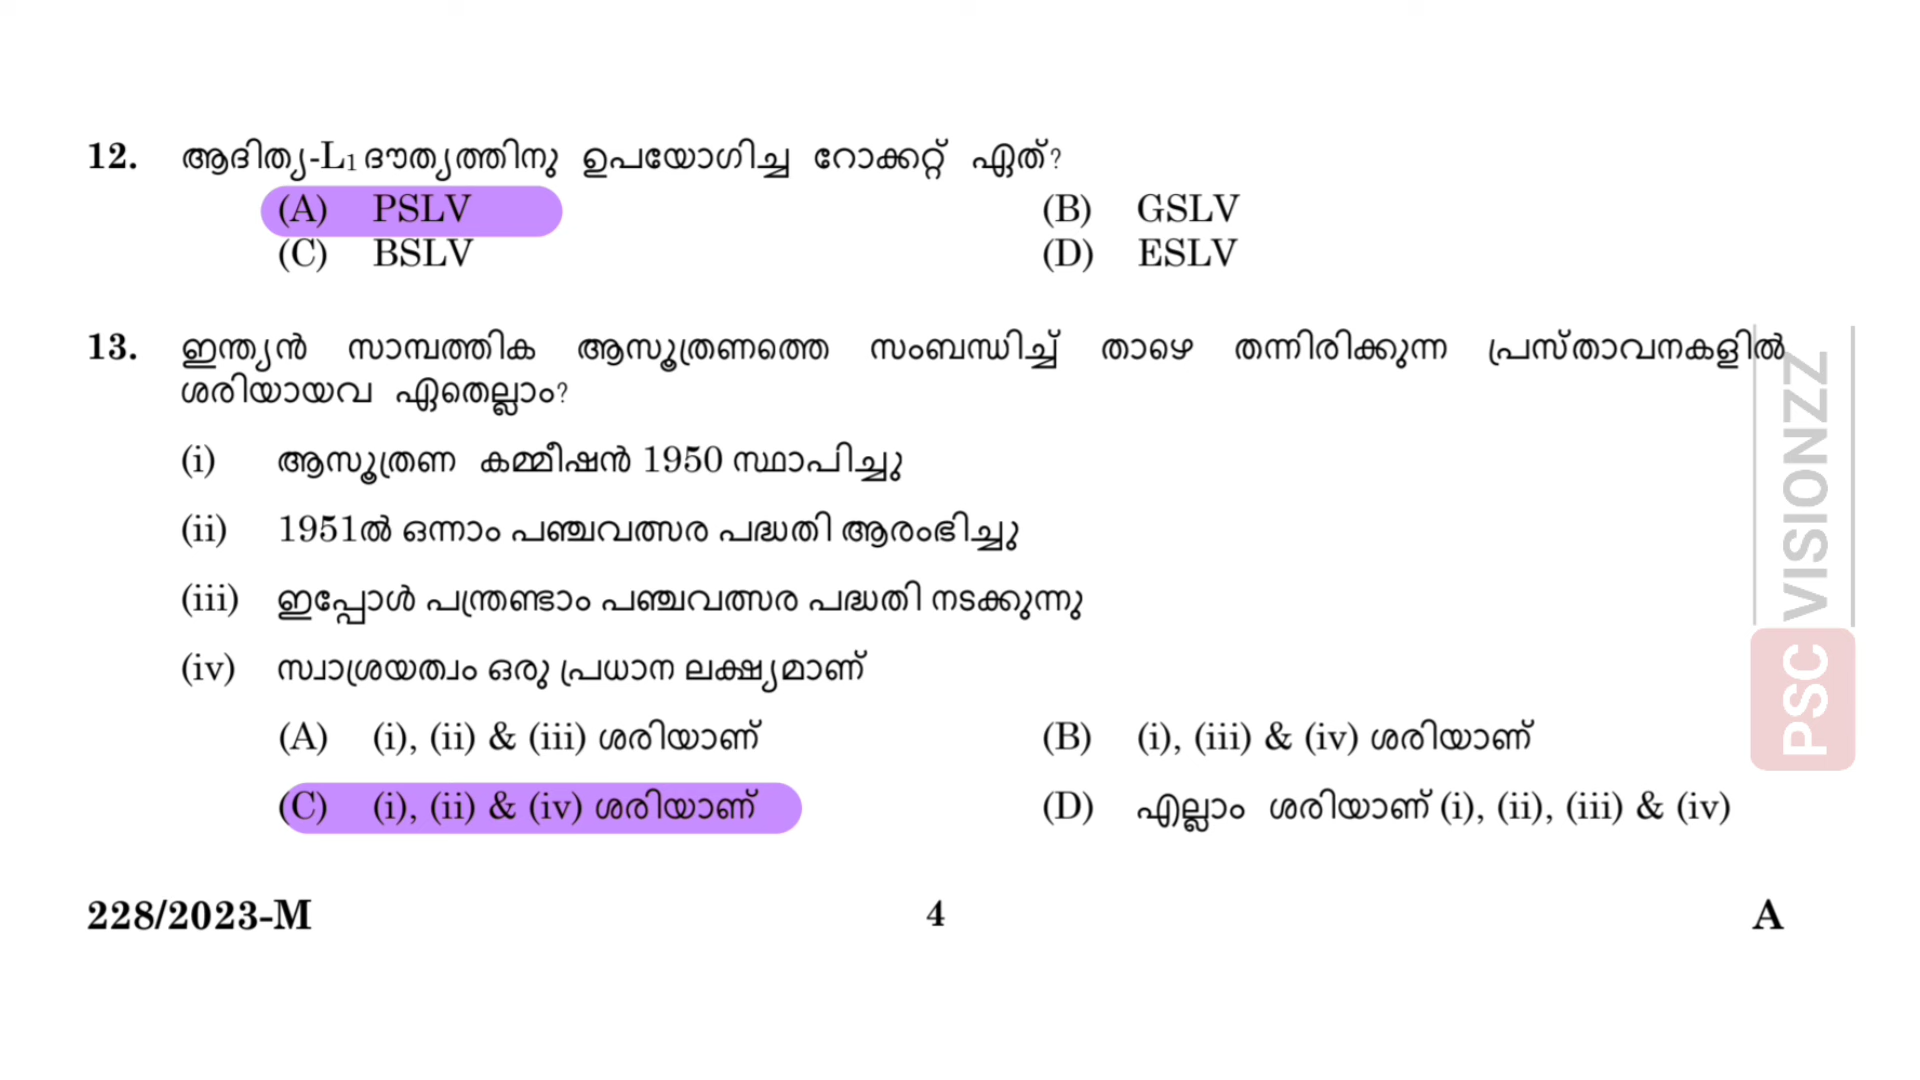 12. ആദിത്യ-L1 ദൗത്യത്തിനു ഉപയോഗിച്ച റോക്കറ്റ് ഏത്?
(A) PSLV (B) GSLV
(C) BSLV (D) ESLV
13. ഇന്ത്യൻ സാമ്പത്തിക ആസൂത്രണത്തെ സംബന്ധിച്ച് താഴെ തന്നിരിക്കുന്ന പ്രസ്താവനകളിൽ
ശരിയായവ ഏതെല്ലാം?
(i) ആസൂത്രണ കമ്മീഷൻ 1950 സ്ഥാപിച്ചു
(ii) 1951ൽ ഒന്നാം പഞ്ചവത്സര പദ്ധതി ആരംഭിച്ചു
(iii) ഇപ്പോൾ പന്ത്രണ്ടാം പഞ്ചവത്സര പദ്ധതി നടക്കുന്നു
(iv) സ്വാശ്രയത്വം ഒരു പ്രധാന ലക്ഷ്യമാണ്
(A) (i), (ii) & (iii) ശരിയാണ് (B) (i), (iii) & (iv) ശരിയാണ്
(C) (i), (ii) & (iv) ശരിയാണ് (D) എല്ലാം ശരിയാണ് (i), (ii), (iii) & (iv)
228/2023-M 4 A
PSC VISIONZZ